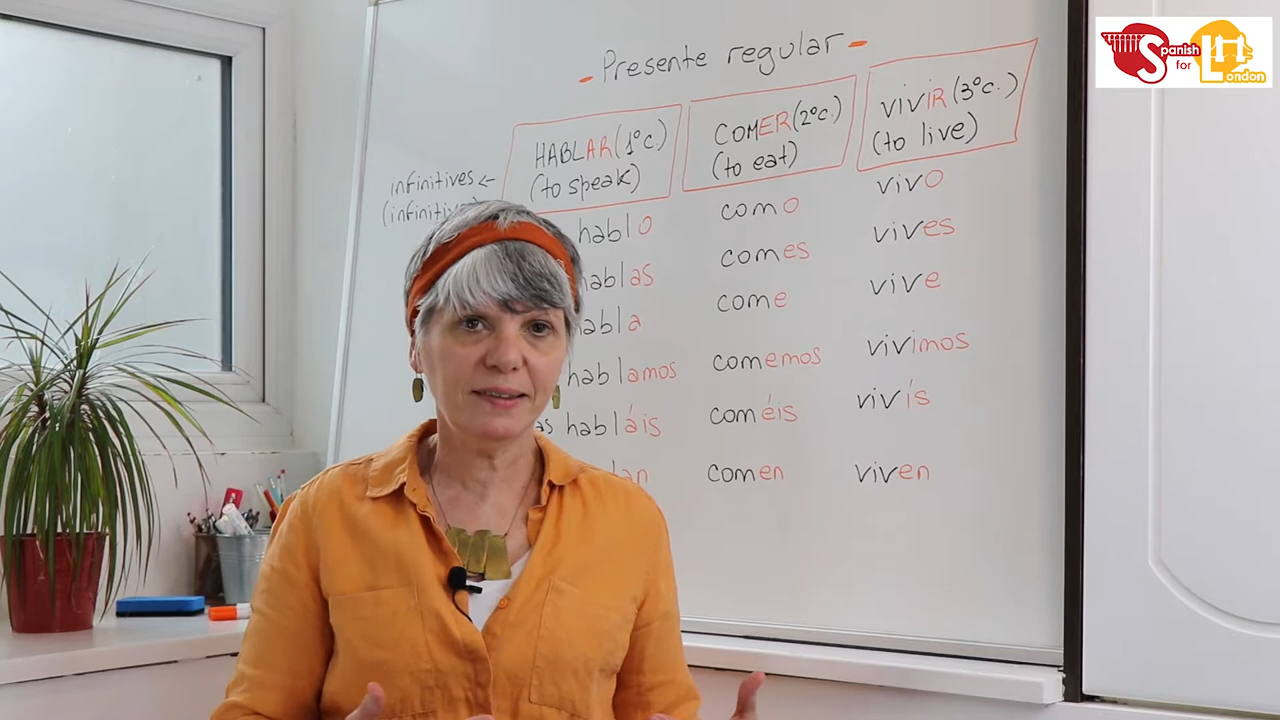 Spanish
for
London
- Presente regular -
HABLAR (1ºc)
(to speak)
COMER (2ºc.)
(to eat)
VIVIR (3ºc.)
(to live)
infinitives ←
hablo como vivo
hablas comes vives
habla come vive
hablamos comemos vivimos
habláis coméis vivís
comen viven